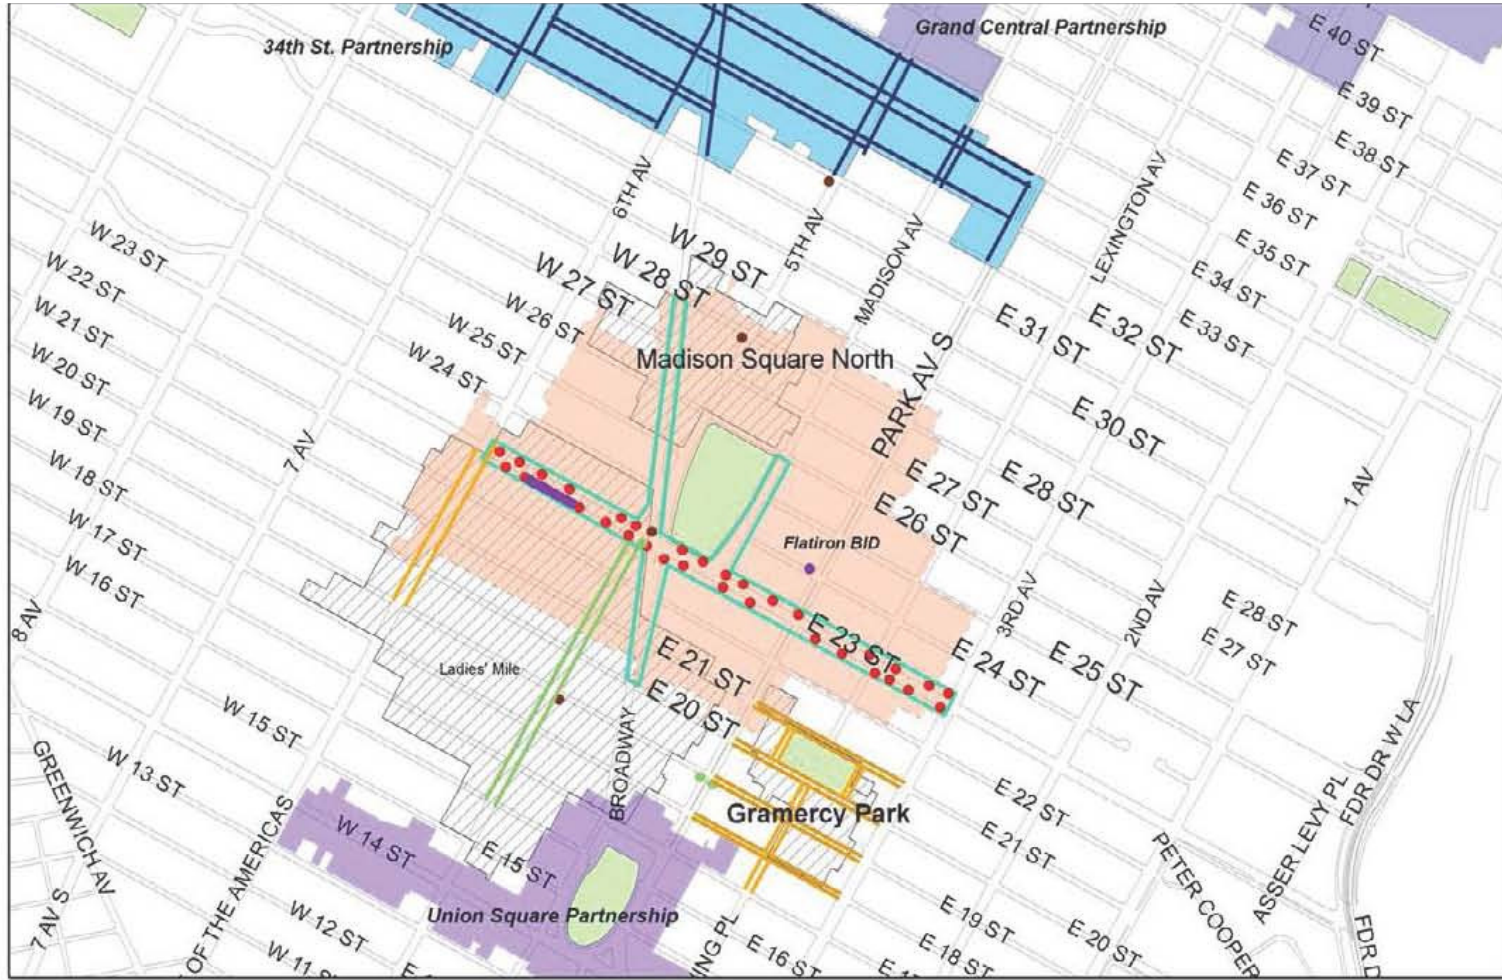 34th St. Partnership
Grand Central Partnership
E 40 ST
E 39 ST
E 38 ST
E 37 ST
E 36 ST
E 35 ST
E 34 ST
E 33 ST
E 32 ST
E 31 ST
E 30 ST
6TH AV
5TH AV
MADISON AV
LEXINGTON AV
PARK AV S
W 29 ST
W 28 ST
W 27 ST
W 26 ST
W 25 ST
W 24 ST
W 23 ST
W 22 ST
W 21 ST
W 20 ST
W 19 ST
W 18 ST
W 17 ST
W 16 ST
7 AV
8 AV
Madison Square North
E 28 ST
E 27 ST
E 26 ST
1 AV
Flatiron BID
E 23 ST
E 24 ST
E 25 ST
3RD AV
2ND AV
E 28 ST
E 27 ST
Ladies' Mile
E 21 ST
E 20 ST
BROADWAY
W 15 ST
W 13 ST
GREENWICH AV
7 AV S
OF THE AMERICAS
W 14 ST
E 15 ST
Union Square Partnership
Gramercy Park
E 22 ST
E 21 ST
E 20 ST
E 19 ST
E 18 ST
E 16 ST
W 12 ST
W 11 S
ING PL
PETER COOPER
ASSER LEVY PL
FDR DR W LA
FDR L